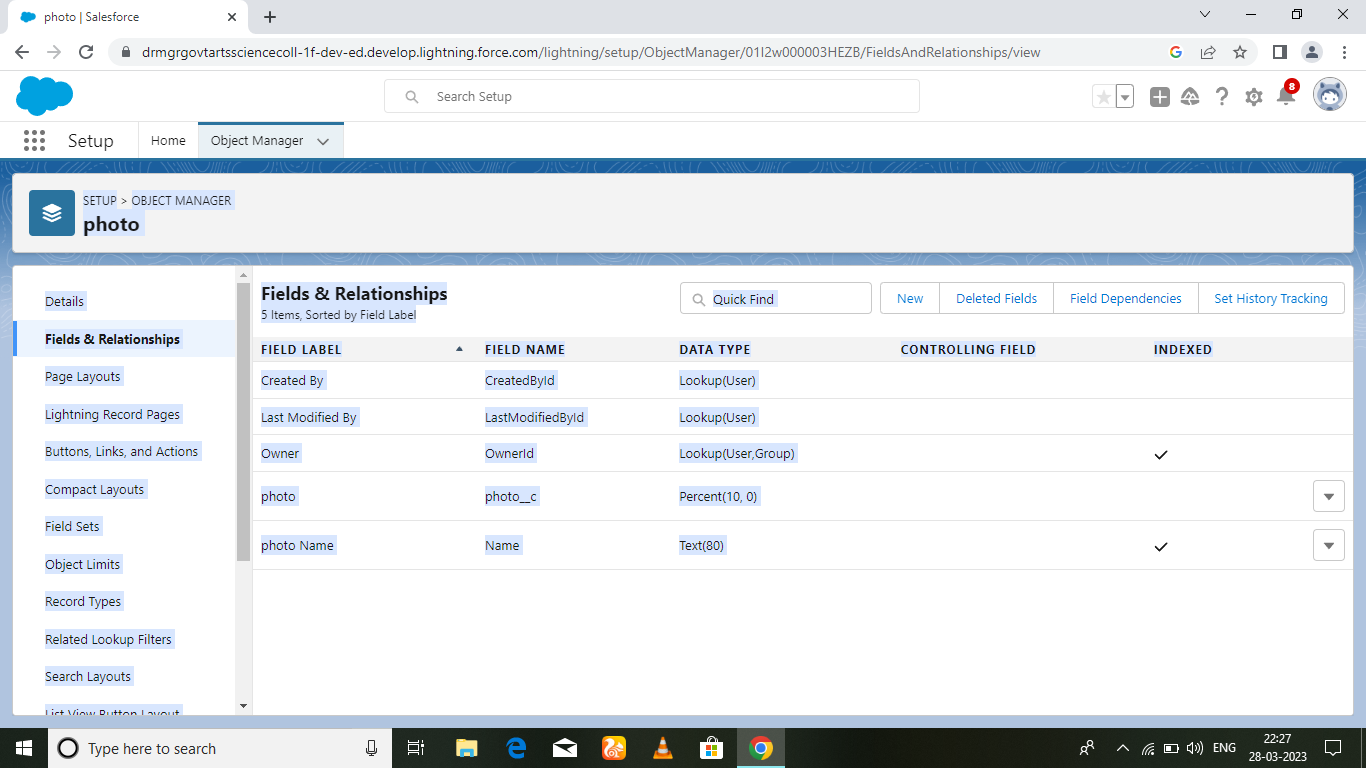 photo | Salesforce
drmgrgovtartssciencecoll-1f-dev-ed.develop.lightning.force.com/lightning/setup/ObjectManager/01I2w000003HEZB/FieldsAndRelationships/view
Search Setup
8
Setup
Home
Object Manager
SETUP > OBJECT MANAGER
photo
Details
Fields & Relationships
Page Layouts
Lightning Record Pages
Buttons, Links, and Actions
Compact Layouts
Field Sets
Object Limits
Record Types
Related Lookup Filters
Search Layouts
List View Button Layout
Fields & Relationships
5 Items, Sorted by Field Label
Quick Find
New
Deleted Fields
Field Dependencies
Set History Tracking
FIELD LABEL FIELD NAME DATA TYPE CONTROLLING FIELD INDEXED
Created By CreatedById Lookup(User)
Last Modified By LastModifiedById Lookup(User)
Owner OwnerId Lookup(User,Group)
photo photo__c Percent(10, 0)
photo Name Name Text(80)
Type here to search
ENG
22:27
28-03-2023